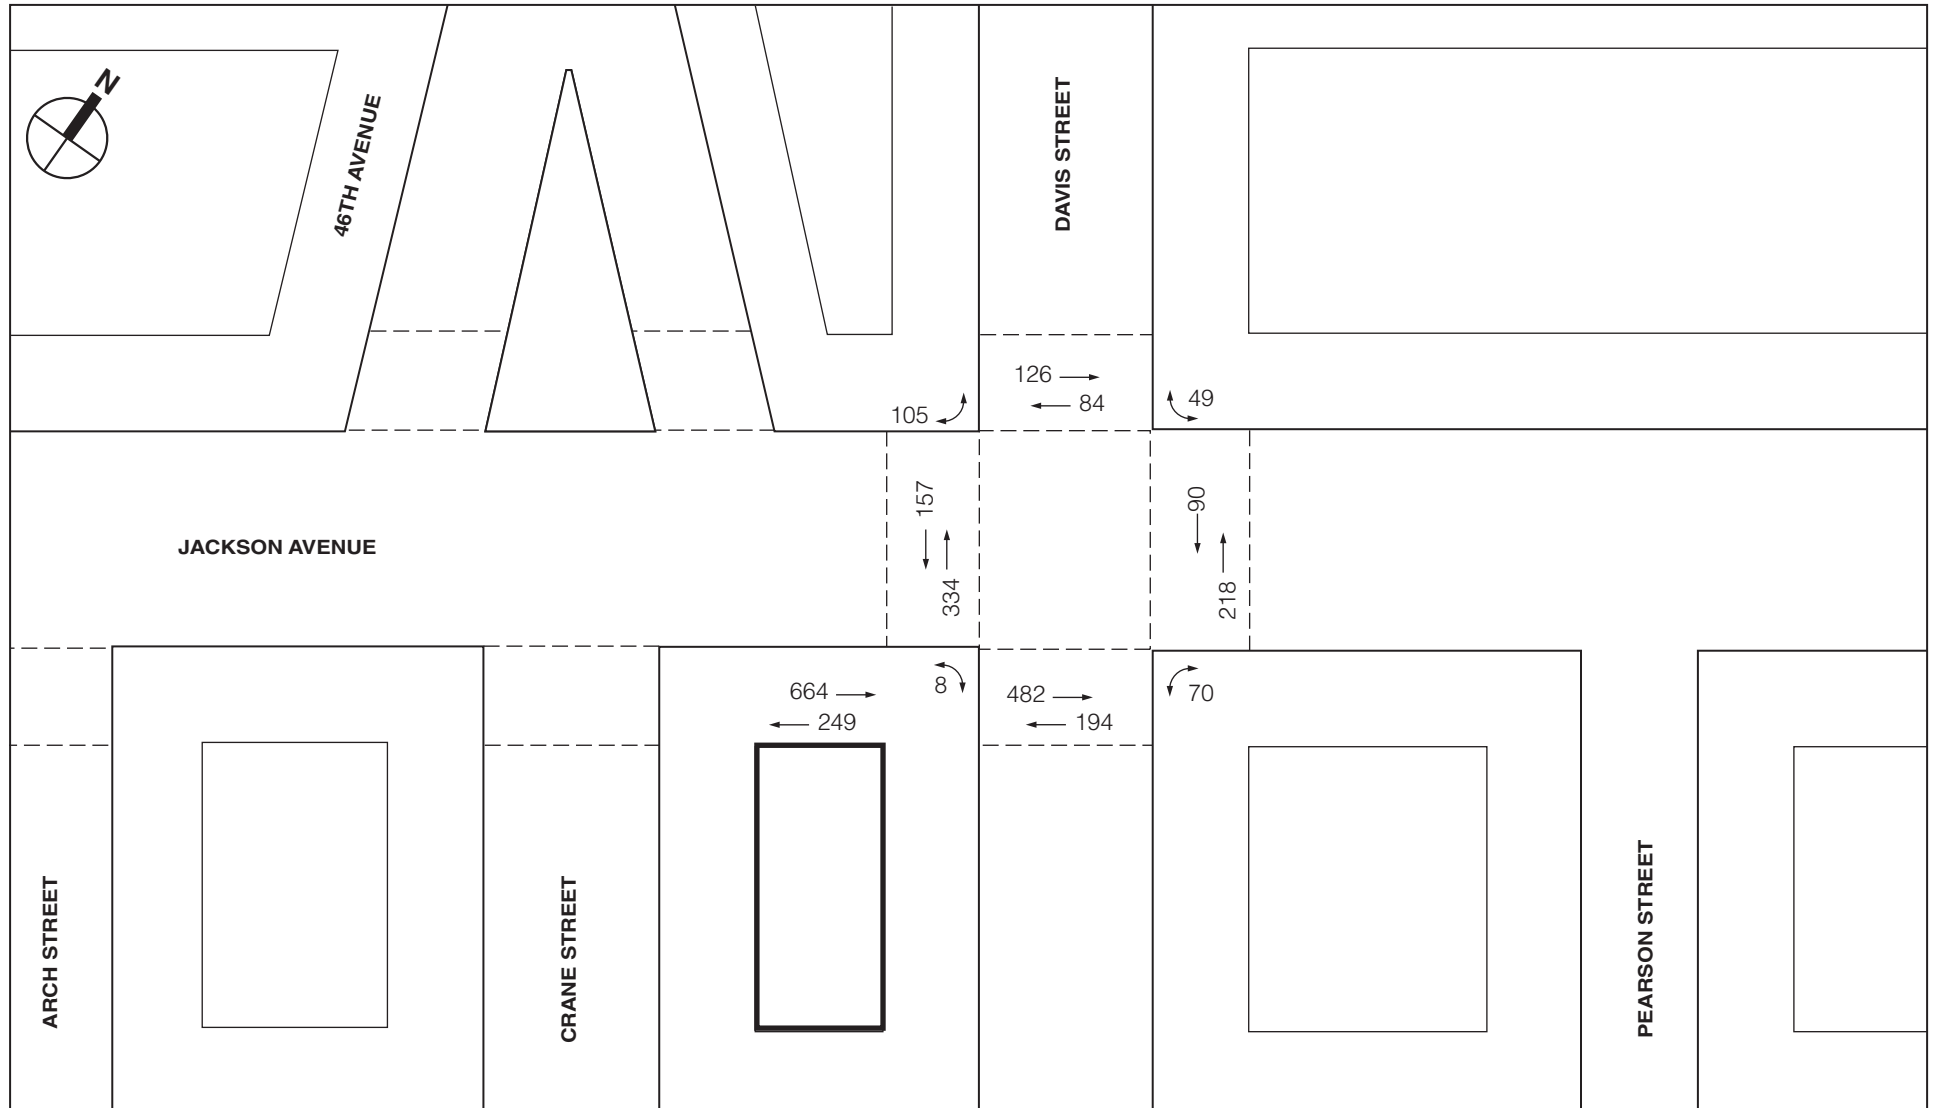 N
46TH AVENUE
DAVIS STREET
126
84
105
49
157
334
90
218
JACKSON AVENUE
664
249
8
482
194
70
ARCH STREET
CRANE STREET
PEARSON STREET